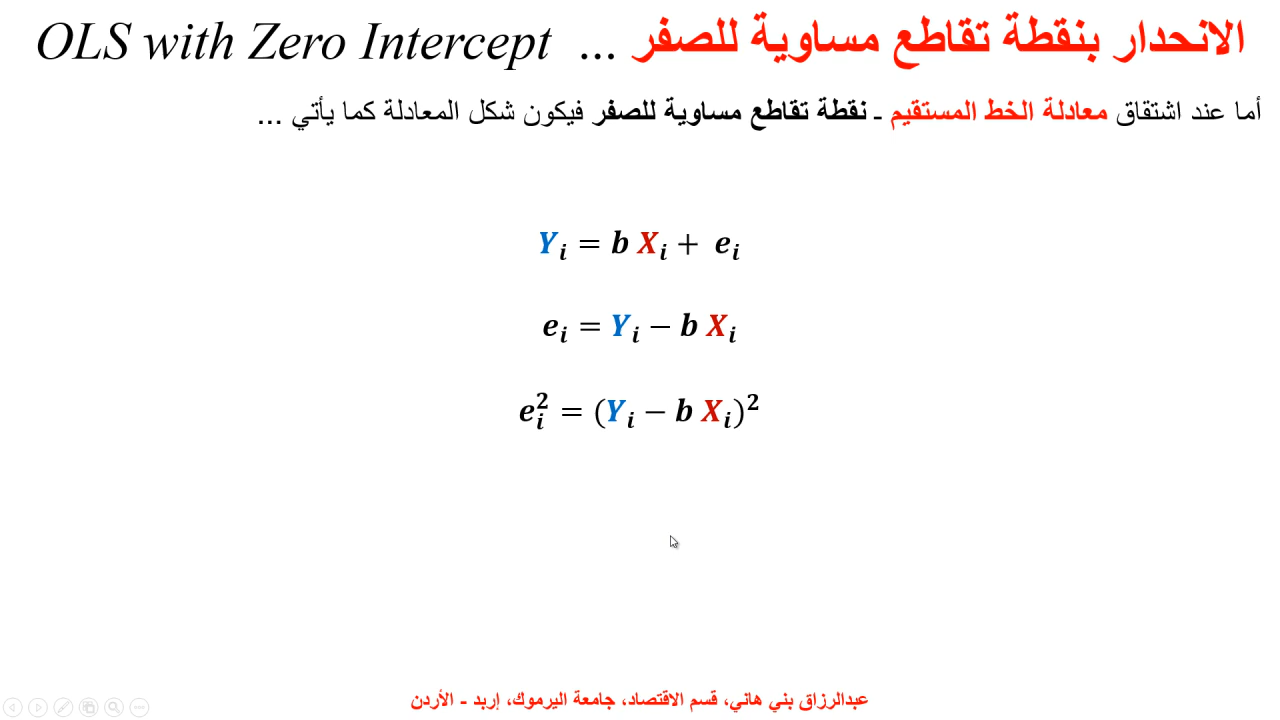 الانحدار بنقطة تقاطع مساوية للصفر ... OLS with Zero Intercept
أما عند اشتقاق معادلة الخط المستقيم - نقطة تقاطع مساوية للصفر فيكون شكل المعادلة كما يأتي ...
Yᵢ = b Xᵢ + eᵢ
eᵢ = Yᵢ − b Xᵢ
eᵢ² = (Yᵢ − b Xᵢ)²
عبدالرزاق بني هاني، قسم الاقتصاد، جامعة اليرموك، إربد - الأردن